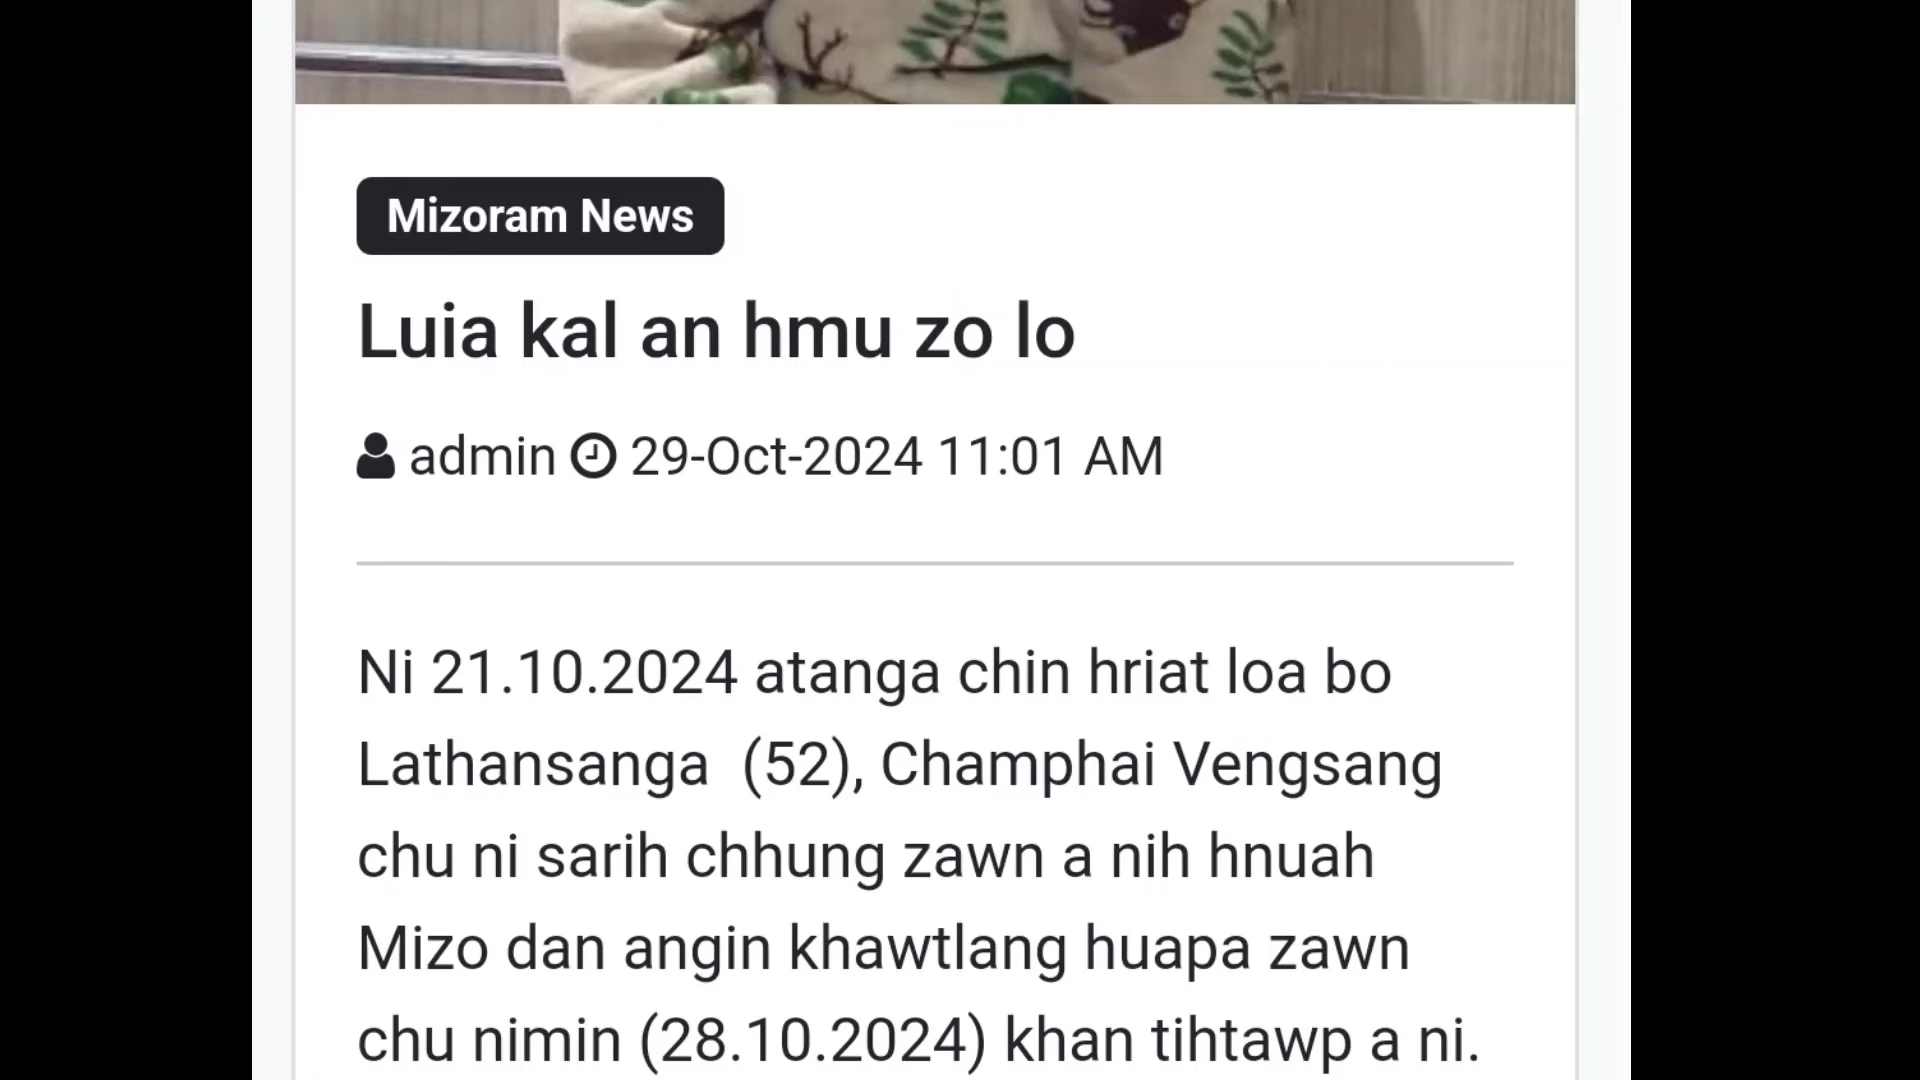 Mizoram News
Luia kal an hmu zo lo
admin 29-Oct-2024 11:01 AM
Ni 21.10.2024 atanga chin hriat loa bo
Lathansanga  (52), Champhai Vengsang
chu ni sarih chhung zawn a nih hnuah
Mizo dan angin khawtlang huapa zawn
chu nimin (28.10.2024) khan tihtawp a ni.